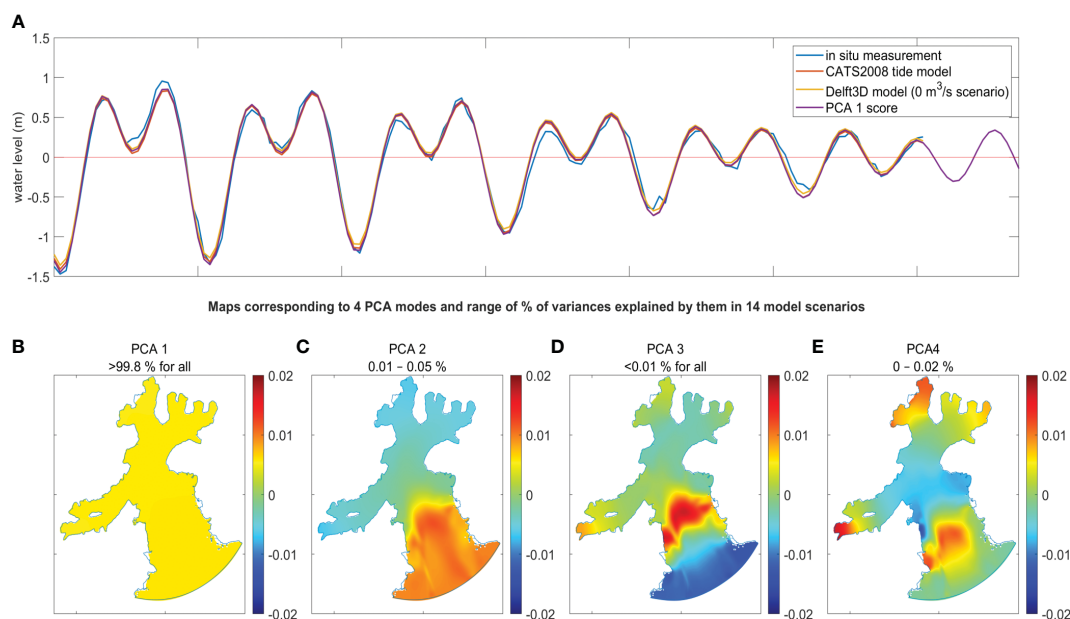 A
1.5
1
0.5
0
-0.5
-1
-1.5
water level (m)
in situ measurement
CATS2008 tide model
Delft3D model (0 m³/s scenario)
PCA 1 score
Maps corresponding to 4 PCA modes and range of % of variances explained by them in 14 model scenarios
B
PCA 1
>99.8 % for all
0.02
0.01
0
-0.01
-0.02
C
PCA 2
0.01 – 0.05 %
0.02
0.01
0
-0.01
-0.02
D
PCA 3
<0.01 % for all
0.02
0.01
0
-0.01
-0.02
E
PCA4
0 – 0.02 %
0.02
0.01
0
-0.01
-0.02